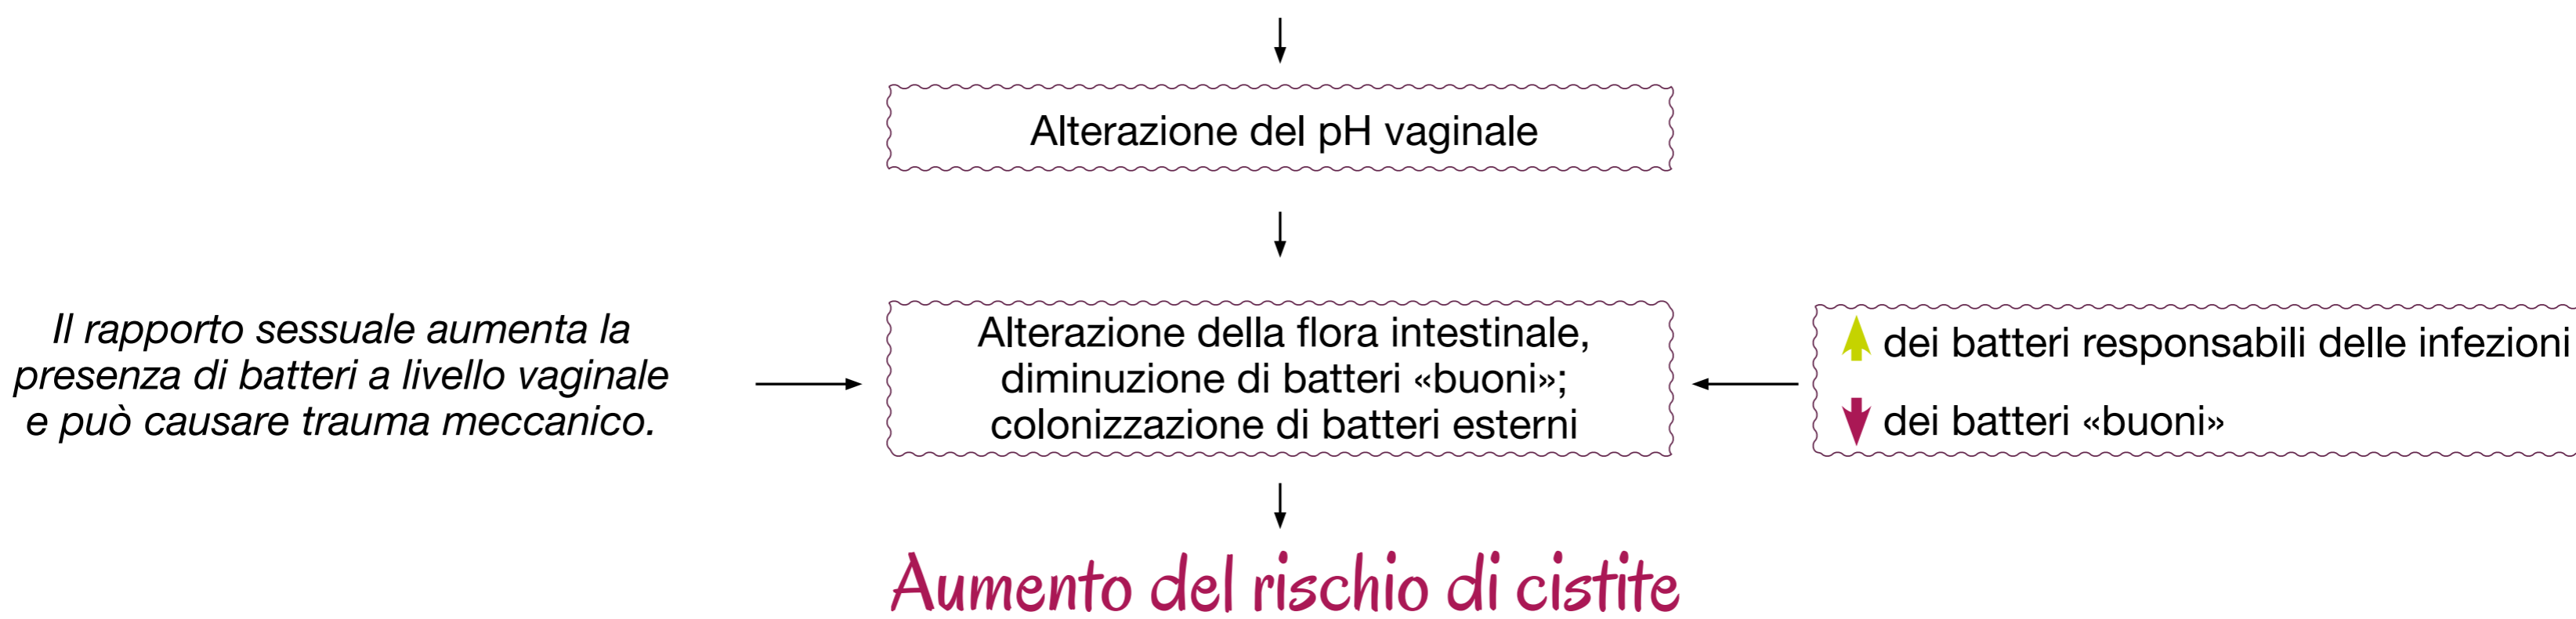 Alterazione del pH vaginale
Il rapporto sessuale aumenta la
presenza di batteri a livello vaginale
e può causare trauma meccanico.
Alterazione della flora intestinale,
diminuzione di batteri «buoni»;
colonizzazione di batteri esterni
dei batteri responsabili delle infezioni
dei batteri «buoni»
Aumento del rischio di cistite